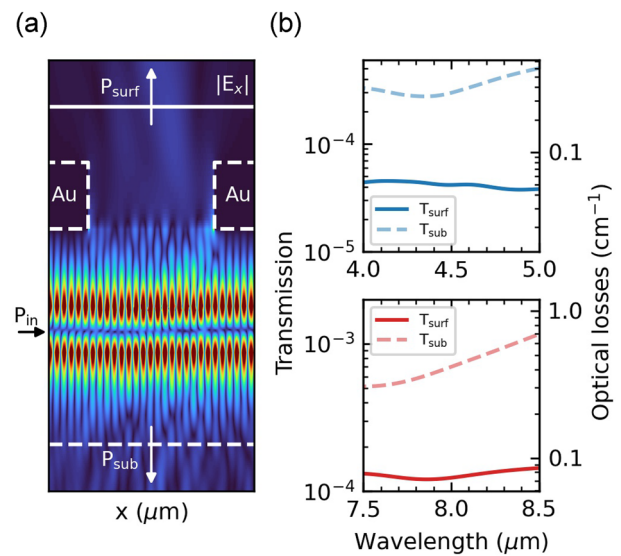 (a)
(b)
P_surf
|E_x|
Au
Au
P_in
P_sub
x (μm)
Transmission
10⁻⁴
10⁻⁵
T_surf
T_sub
4.0
4.5
5.0
0.1
Optical losses (cm⁻¹)
10⁻³
10⁻⁴
T_surf
T_sub
1.0
0.1
7.5
8.0
8.5
Wavelength (μm)